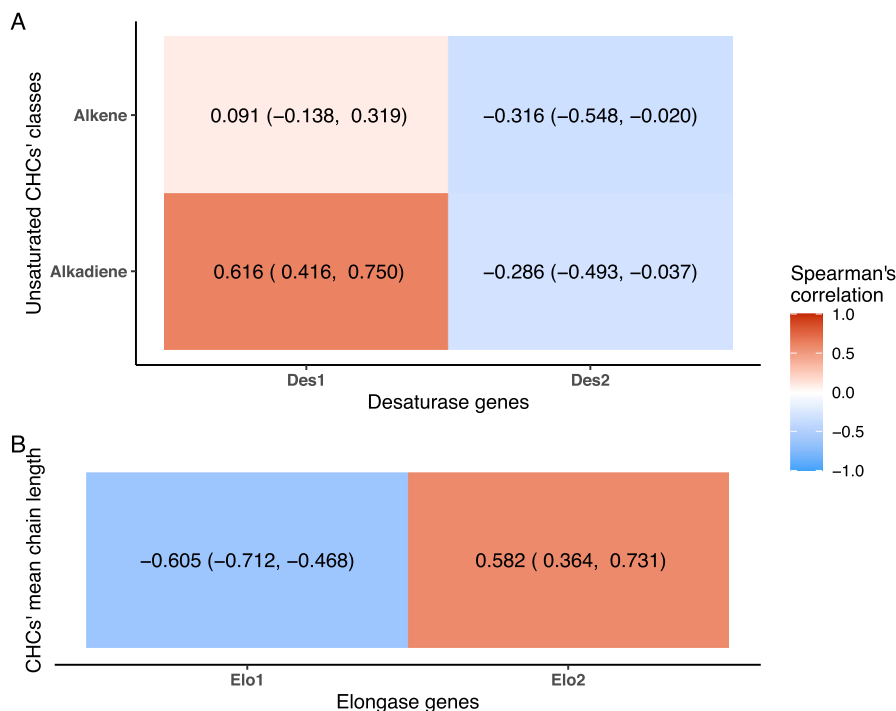 A
Unsaturated CHCs' classes
Alkene
0.091 (−0.138,  0.319)
−0.316 (−0.548, −0.020)
Alkadiene
0.616 ( 0.416,  0.750)
−0.286 (−0.493, −0.037)
Des1
Des2
Desaturase genes
Spearman's
correlation
1.0
0.5
0.0
−0.5
−1.0
B
CHCs' mean chain length
−0.605 (−0.712, −0.468)
0.582 ( 0.364,  0.731)
Elo1
Elo2
Elongase genes